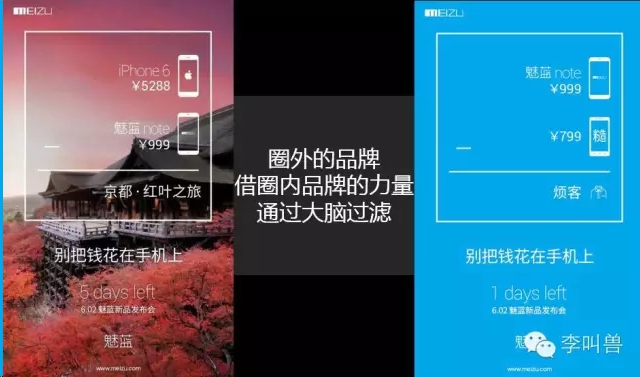 MEIZU
iPhone 6
￥5288
魅蓝 note
￥999
京都·红叶之旅
别把钱花在手机上
5 days left
6.02 魅蓝新品发布会
魅蓝
www.meizu.com
圈外的品牌
借圈内品牌的力量
通过大脑过滤
MEIZU
魅蓝 note
￥999
￥799
糙
烦客
别把钱花在手机上
1 days left
6.02 魅蓝新品发布会
魅
李叫兽
www.meizu.com